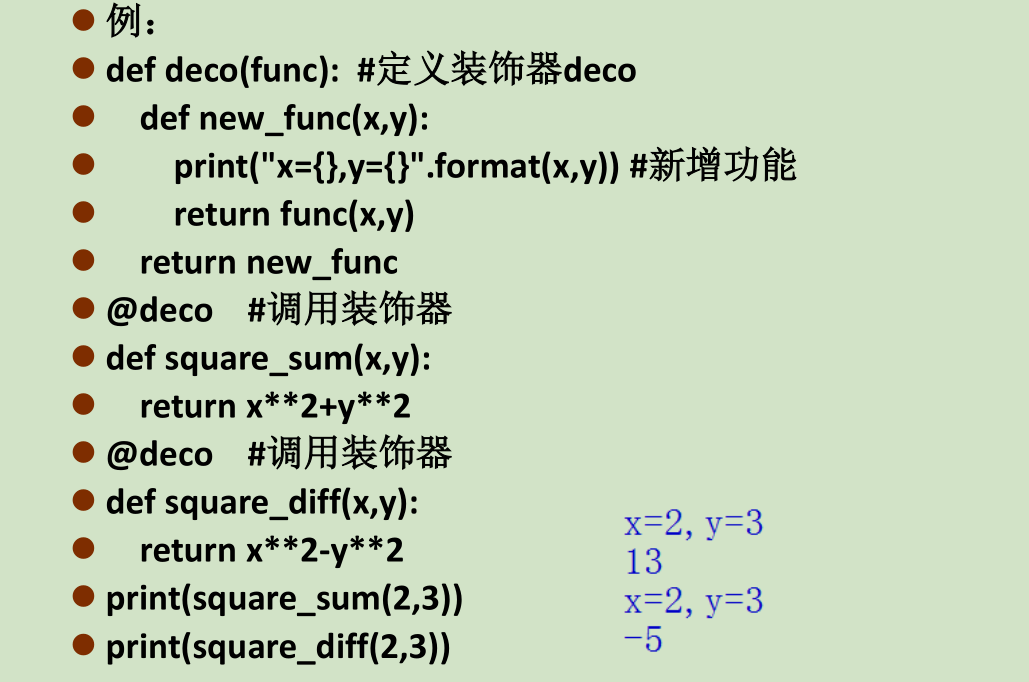 例：
def deco(func): #定义装饰器deco
def new_func(x,y):
print("x={},y={}".format(x,y)) #新增功能
return func(x,y)
return new_func
@deco #调用装饰器
def square_sum(x,y):
return x**2+y**2
@deco #调用装饰器
def square_diff(x,y):
return x**2-y**2
print(square_sum(2,3))
print(square_diff(2,3))
x=2, y=3
13
x=2, y=3
-5